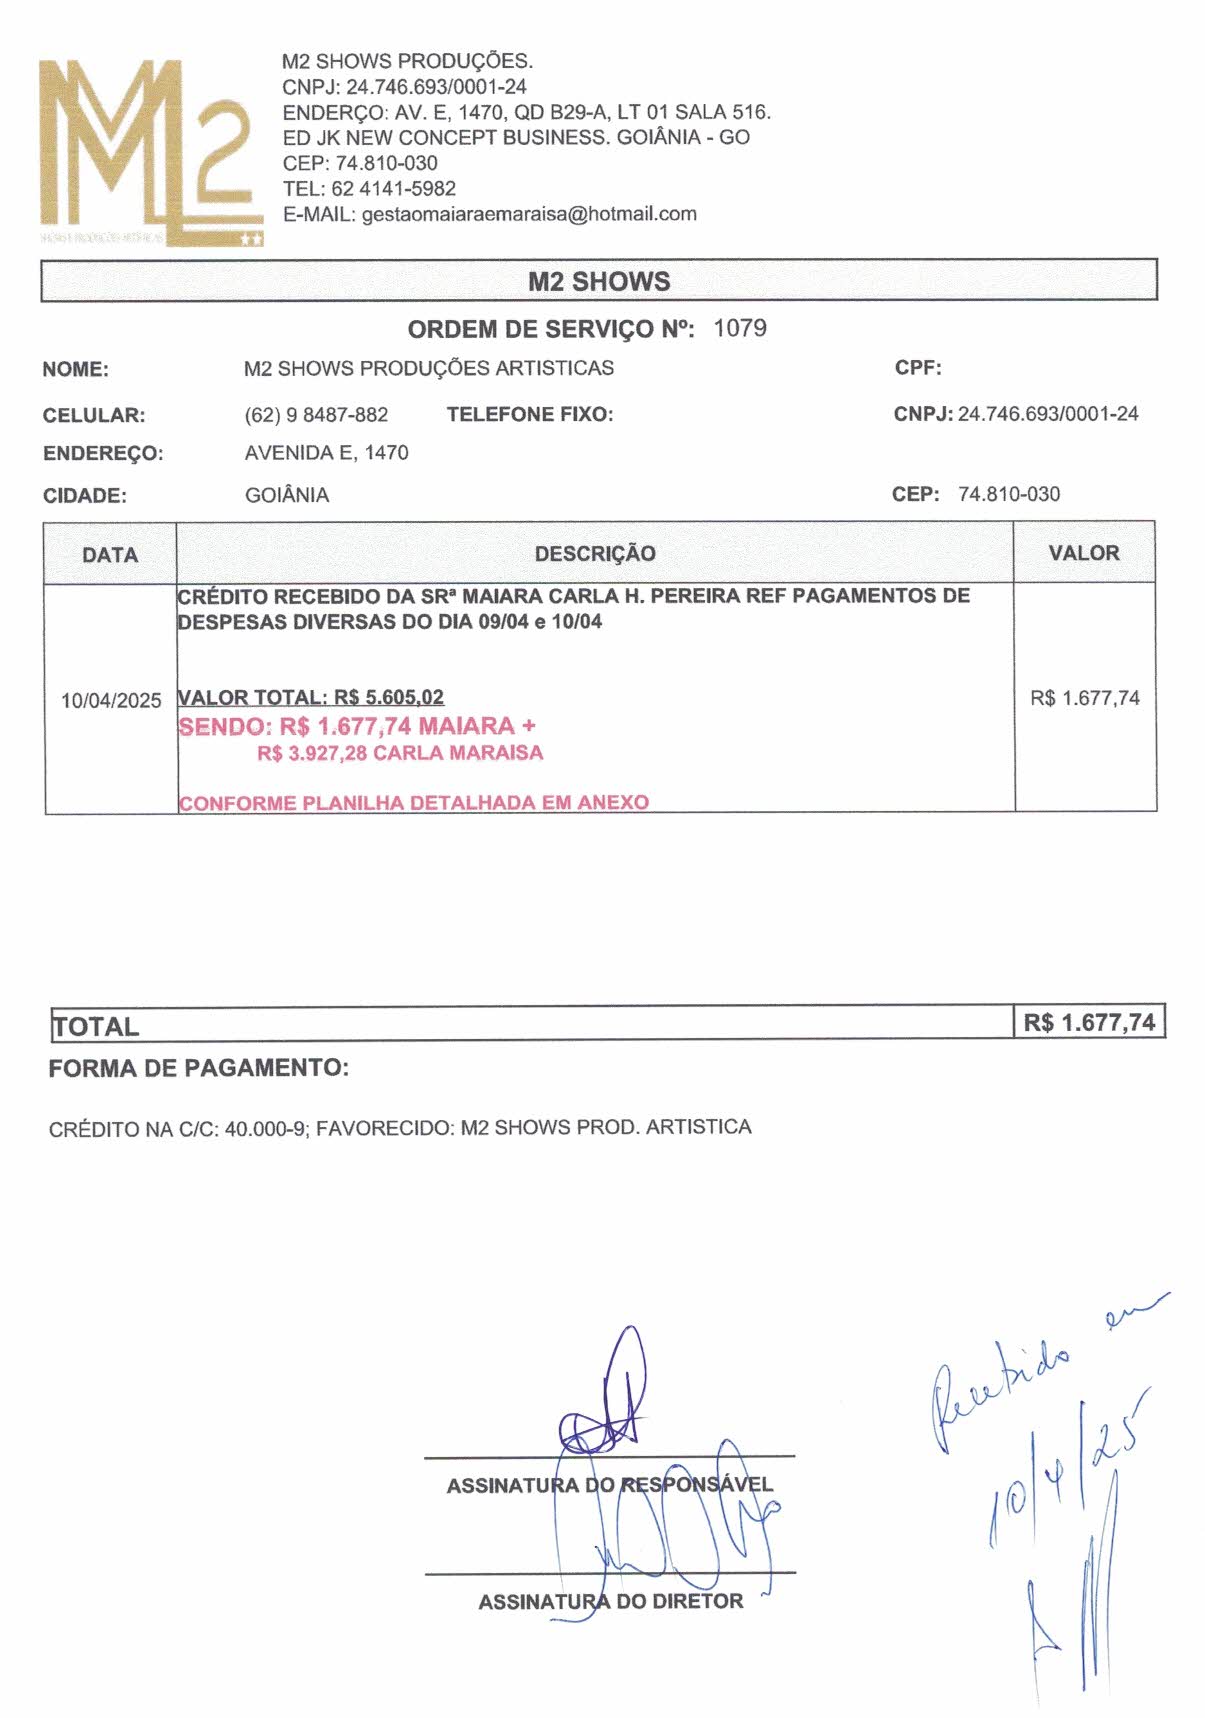 M2 SHOWS PRODUÇÕES.
CNPJ: 24.746.693/0001-24
ENDERÇO: AV. E, 1470, QD B29-A, LT 01 SALA 516.
ED JK NEW CONCEPT BUSINESS. GOIÂNIA - GO
CEP: 74.810-030
TEL: 62 4141-5982
E-MAIL: gestaomaiaraemaraisa@hotmail.com
M2
M2 SHOWS
ORDEM DE SERVIÇO Nº: 1079
NOME: M2 SHOWS PRODUÇÕES ARTISTICAS CPF:
CELULAR: (62) 9 8487-882 TELEFONE FIXO: CNPJ: 24.746.693/0001-24
ENDEREÇO: AVENIDA E, 1470
CIDADE: GOIÂNIA CEP: 74.810-030
DATA DESCRIÇÃO VALOR
CRÉDITO RECEBIDO DA SRª MAIARA CARLA H. PEREIRA REF PAGAMENTOS DE
DESPESAS DIVERSAS DO DIA 09/04 e 10/04
10/04/2025 VALOR TOTAL: R$ 5.605,02 R$ 1.677,74
SENDO: R$ 1.677,74 MAIARA +
R$ 3.927,28 CARLA MARAISA
CONFORME PLANILHA DETALHADA EM ANEXO
TOTAL R$ 1.677,74
FORMA DE PAGAMENTO:
CRÉDITO NA C/C: 40.000-9; FAVORECIDO: M2 SHOWS PROD. ARTISTICA
Recebido em
10/4/25
ASSINATURA DO RESPONSÁVEL
ASSINATURA DO DIRETOR